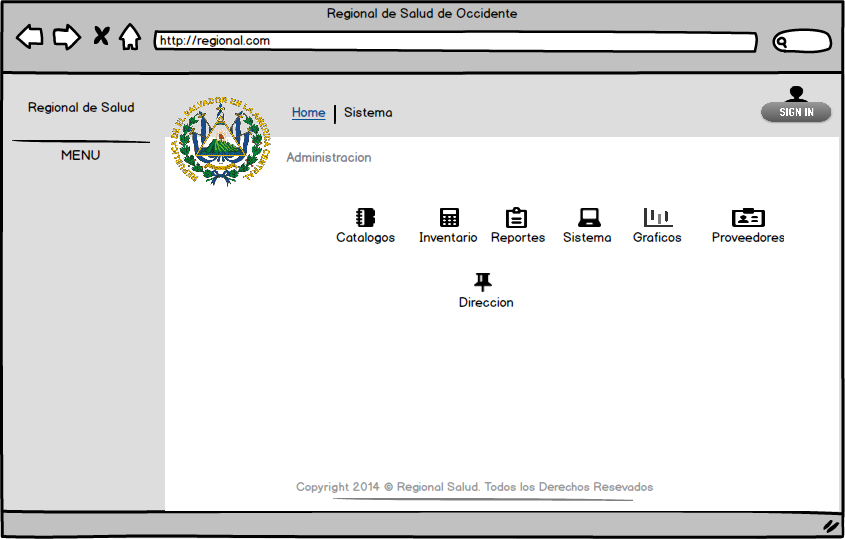 Regional de Salud de Occidente
http://regional.com
Regional de Salud
Home Sistema
SIGN IN
MENU
REPUBLICA DE EL SALVADOR EN LA AMERICA CENTRAL
Administracion
Catalogos Inventario Reportes Sistema Graficos Proveedores
Direccion
Copyright 2014 © Regional Salud. Todos los Derechos Resevados